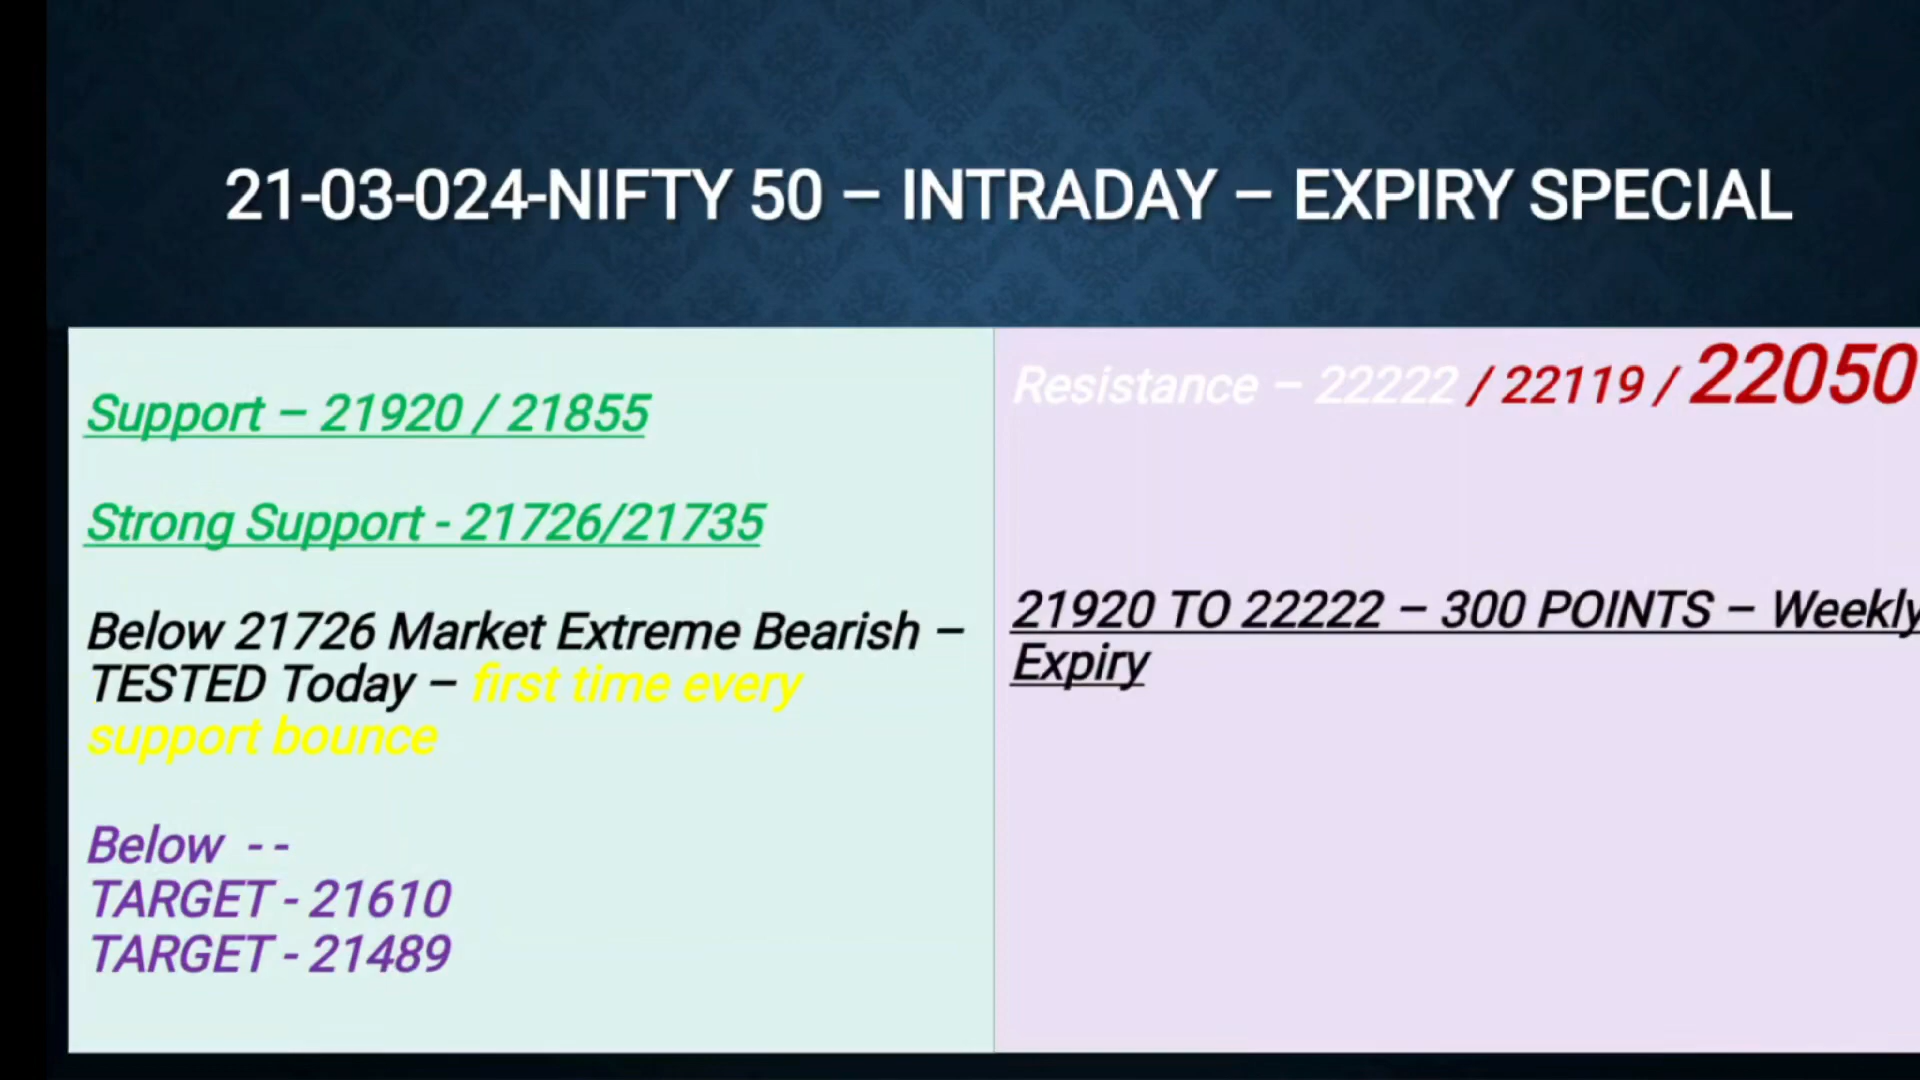 21-03-024-NIFTY 50 – INTRADAY – EXPIRY SPECIAL
Support – 21920 / 21855
Strong Support - 21726/21735
Below 21726 Market Extreme Bearish –
TESTED Today – first time every
support bounce
Below - -
TARGET - 21610
TARGET - 21489
Resistance – 22222 / 22119 / 22050
21920 TO 22222 – 300 POINTS – Weekly
Expiry